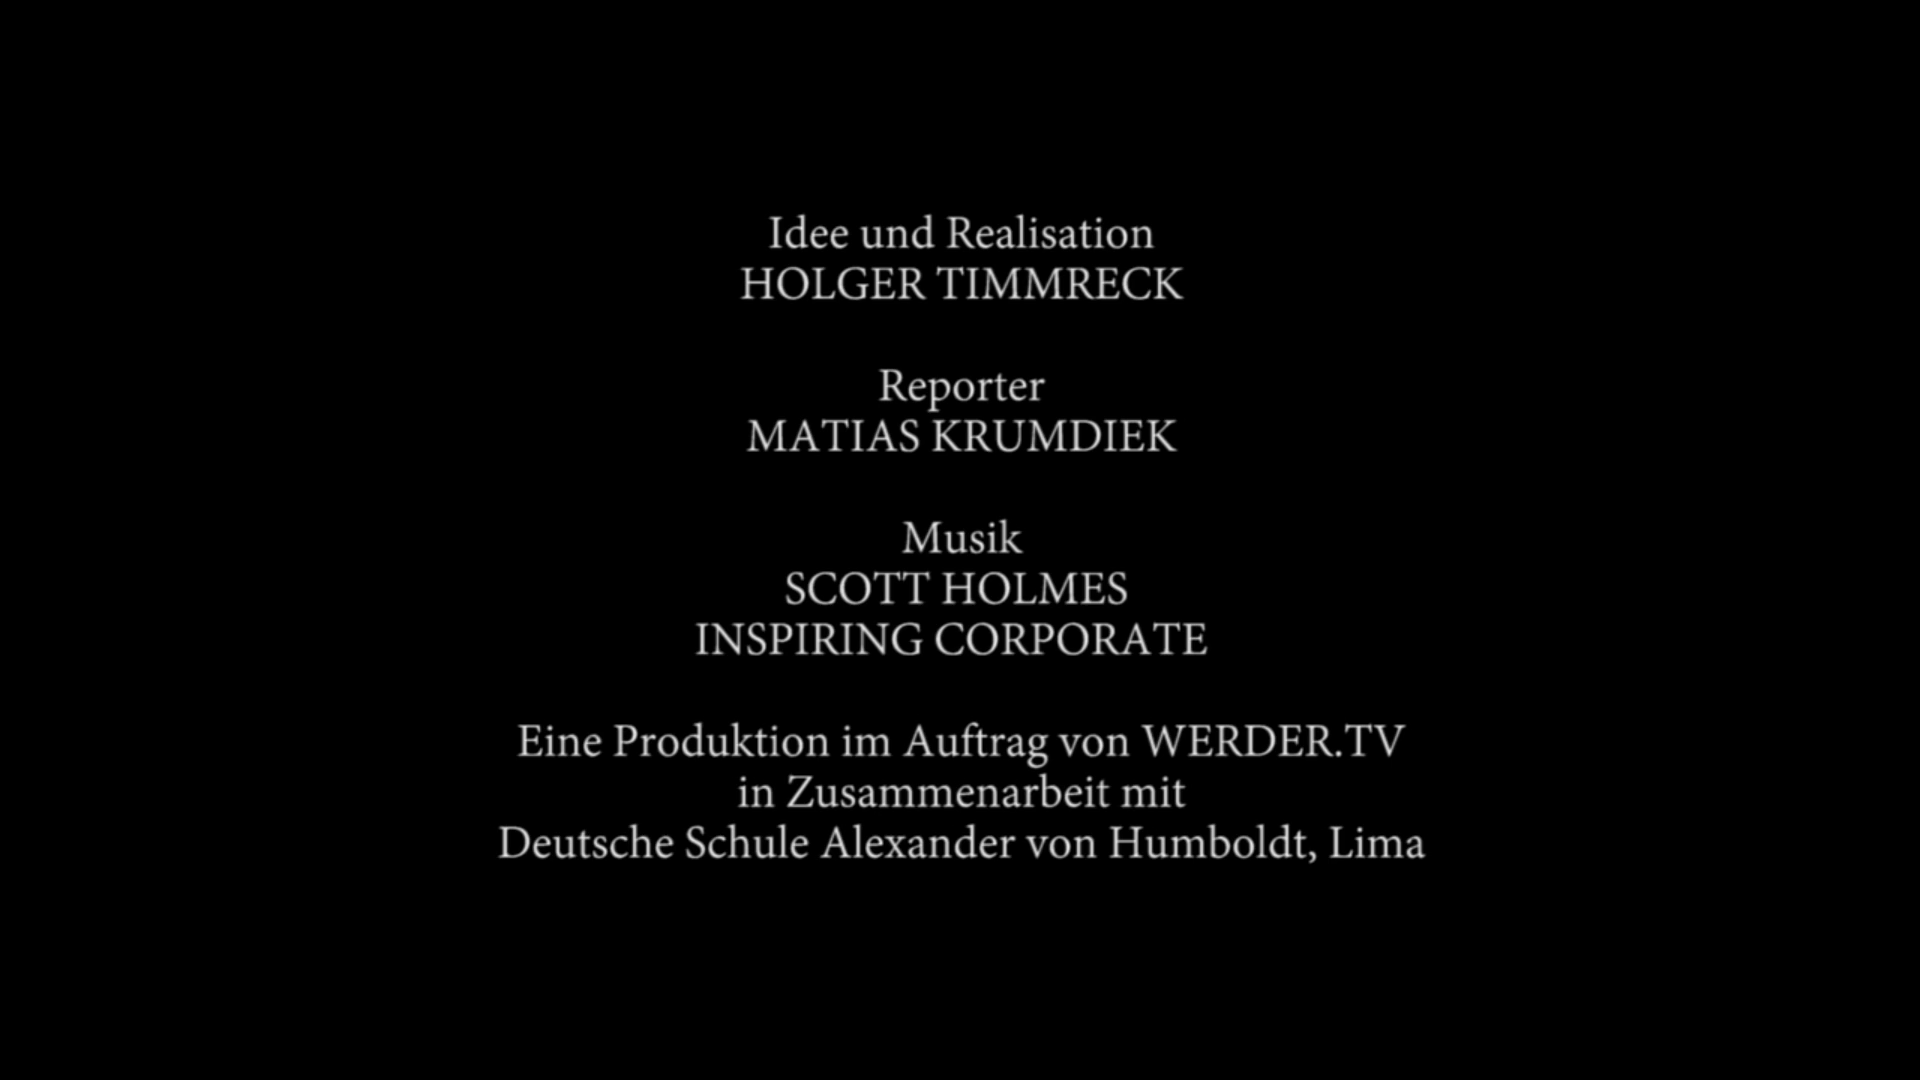 Idee und Realisation
HOLGER TIMMRECK
Reporter
MATIAS KRUMDIEK
Musik
SCOTT HOLMES
INSPIRING CORPORATE
Eine Produktion im Auftrag von WERDER.TV
in Zusammenarbeit mit
Deutsche Schule Alexander von Humboldt, Lima